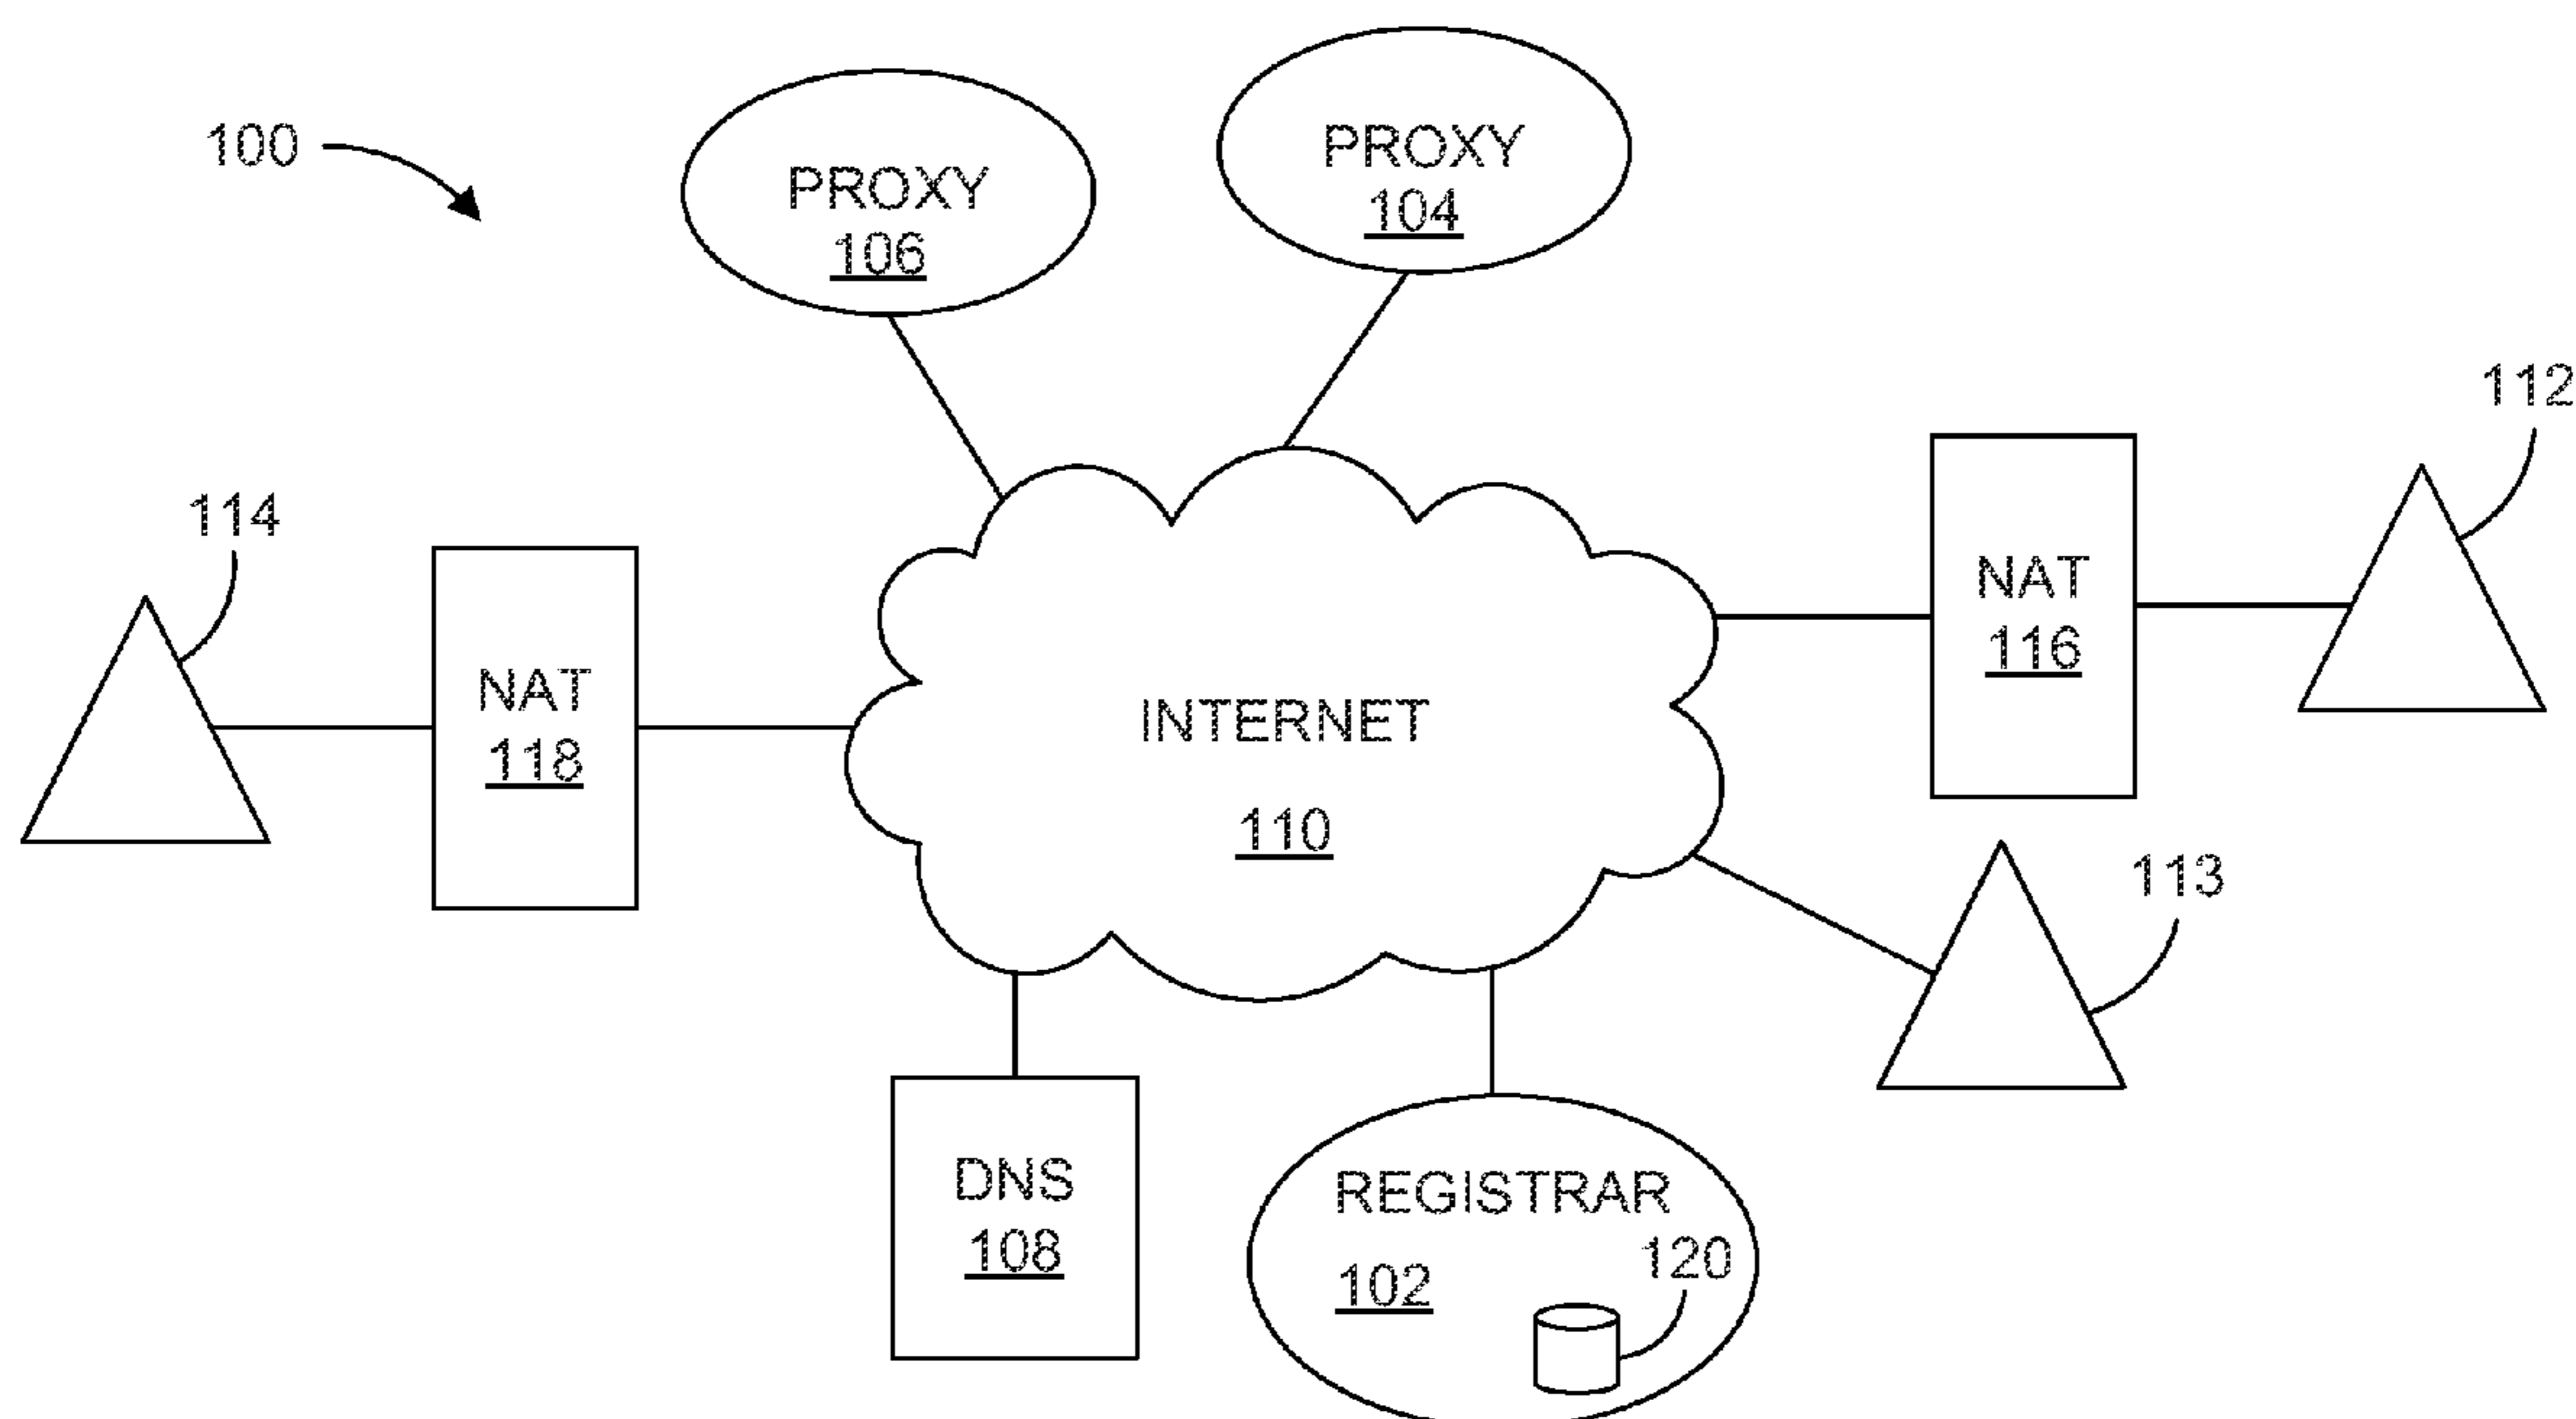 100
PROXY
106
PROXY
104
112
114
NAT
116
NAT
118
INTERNET
110
113
DNS
108
REGISTRAR
102
120